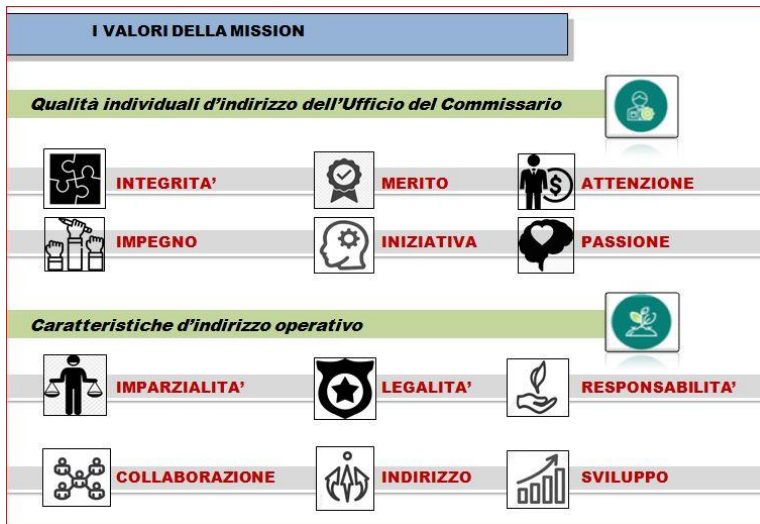 I VALORI DELLA MISSION
Qualità individuali d'indirizzo dell'Ufficio del Commissario
INTEGRITA' MERITO ATTENZIONE
IMPEGNO INIZIATIVA PASSIONE
Caratteristiche d'indirizzo operativo
IMPARZIALITA' LEGALITA' RESPONSABILITA'
COLLABORAZIONE INDIRIZZO SVILUPPO